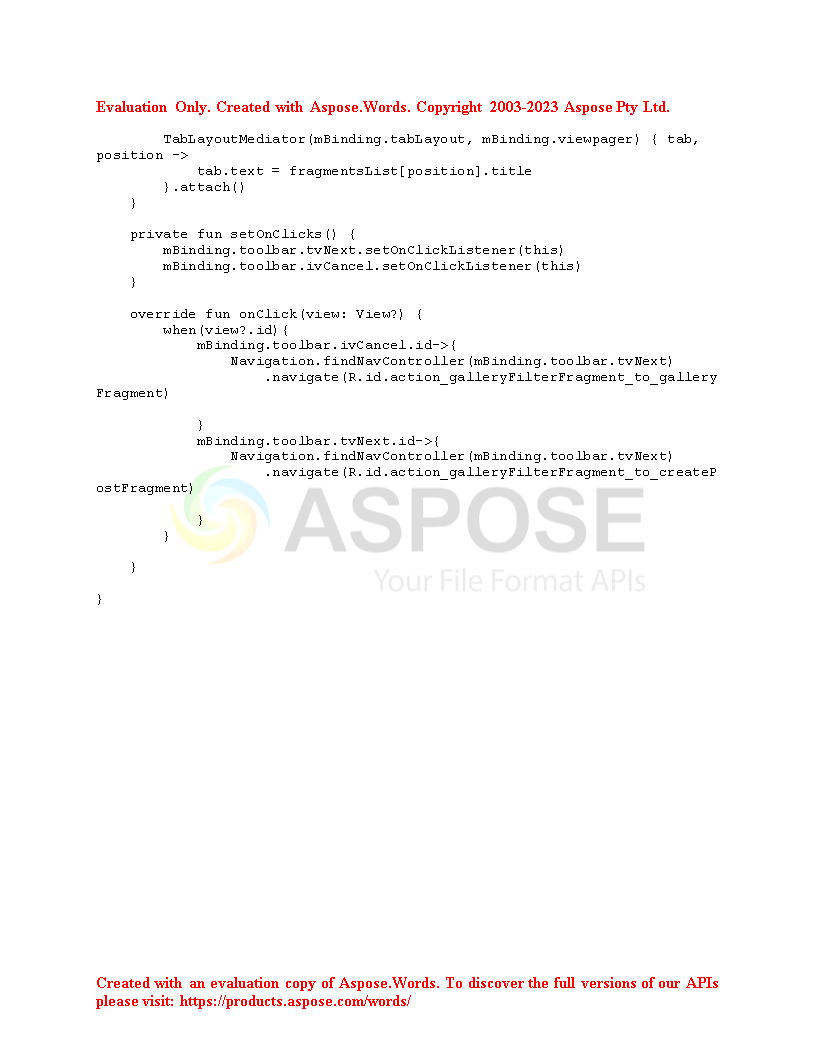 Evaluation Only. Created with Aspose.Words. Copyright 2003-2023 Aspose Pty Ltd.
        TabLayoutMediator(mBinding.tabLayout, mBinding.viewpager) { tab,
position ->
            tab.text = fragmentsList[position].title
        }.attach()
    }
    private fun setOnClicks() {
        mBinding.toolbar.tvNext.setOnClickListener(this)
        mBinding.toolbar.ivCancel.setOnClickListener(this)
    }
    override fun onClick(view: View?) {
        when(view?.id){
            mBinding.toolbar.ivCancel.id->{
                Navigation.findNavController(mBinding.toolbar.tvNext)
                    .navigate(R.id.action_galleryFilterFragment_to_gallery
Fragment)
            }
            mBinding.toolbar.tvNext.id->{
                Navigation.findNavController(mBinding.toolbar.tvNext)
                    .navigate(R.id.action_galleryFilterFragment_to_createP
ostFragment)
            }
        }
    }
}
ASPOSE
Your File Format APIs
Created with an evaluation copy of Aspose.Words. To discover the full versions of our APIs
please visit: https://products.aspose.com/words/